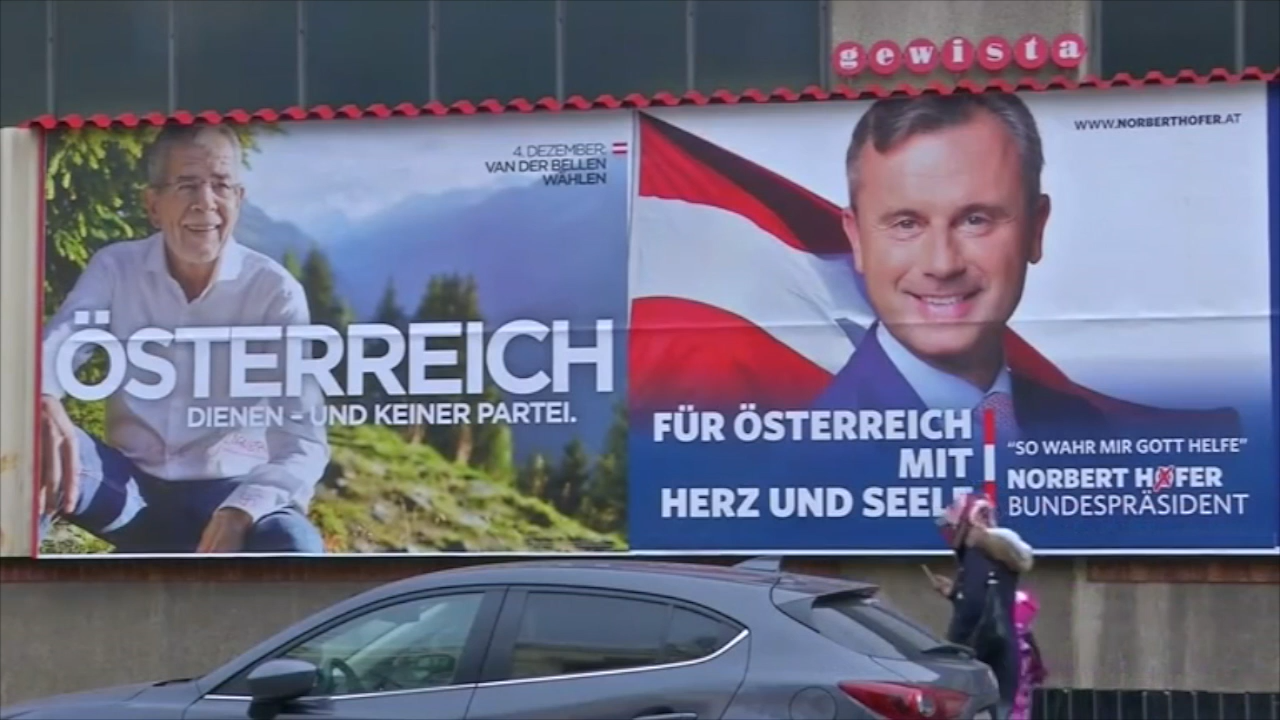 gewista
4. DEZEMBER
VAN DER BELLEN
WÄHLEN
ÖSTERREICH
DIENEN – UND KEINER PARTEI.
WWW.NORBERTHOFER.AT
FÜR ÖSTERREICH
MIT
HERZ UND SEELE
"SO WAHR MIR GOTT HELFE"
NORBERT HOFER
BUNDESPRÄSIDENT